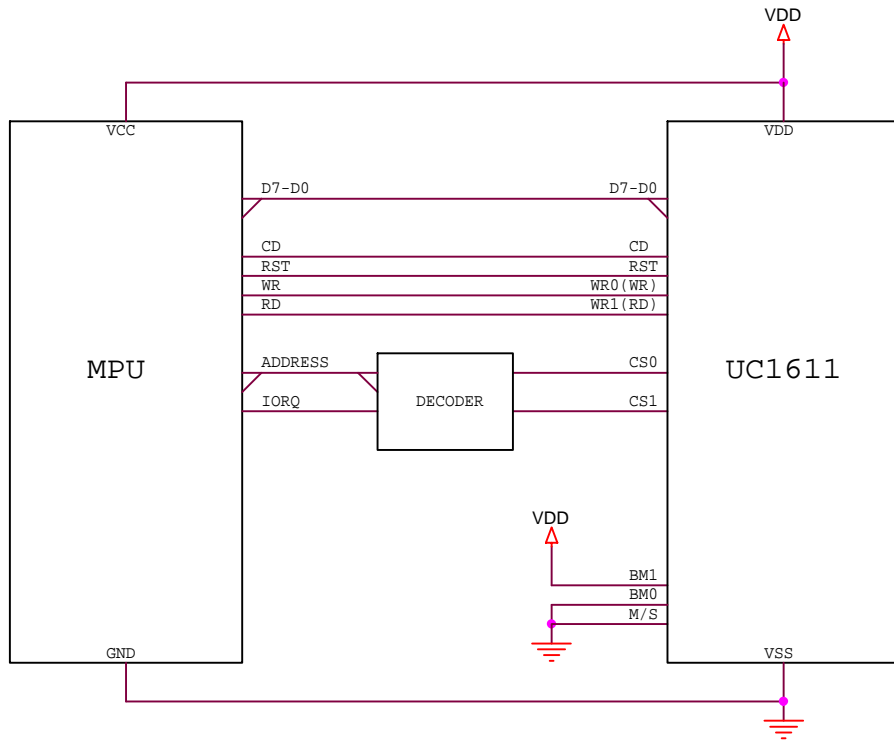 VDD
VCC VDD
D7-D0 D7-D0
CD CD
RST RST
WR WR0(WR)
RD WR1(RD)
MPU ADDRESS CS0 UC1611
IORQ DECODER CS1
VDD
BM1
BM0
M/S
GND VSS